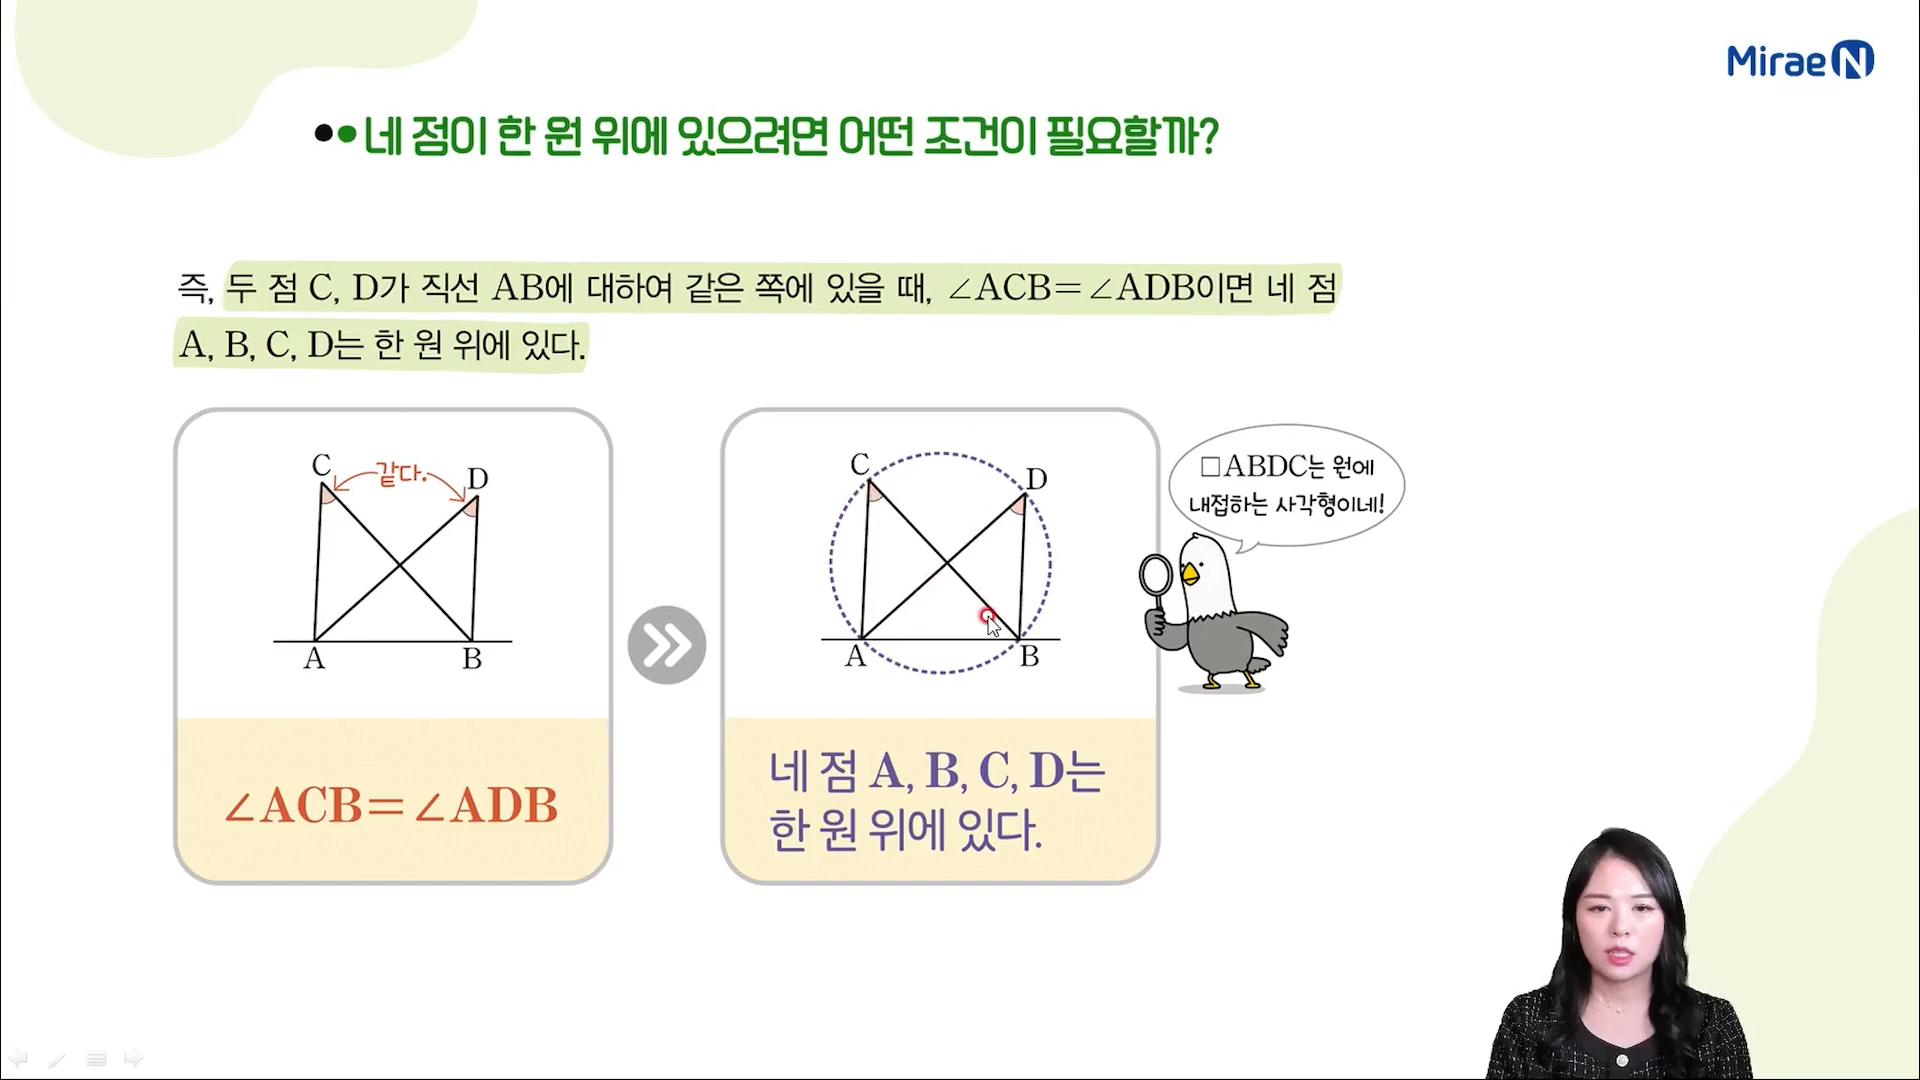 Mirae N
네 점이 한 원 위에 있으려면 어떤 조건이 필요할까?
즉, 두 점 C, D가 직선 AB에 대하여 같은 쪽에 있을 때, ∠ACB=∠ADB이면 네 점
A, B, C, D는 한 원 위에 있다.
C
같다.
D
A
B
∠ACB=∠ADB
C
D
A
B
네 점 A, B, C, D는
한 원 위에 있다.
□ABDC는 원에
내접하는 사각형이네!